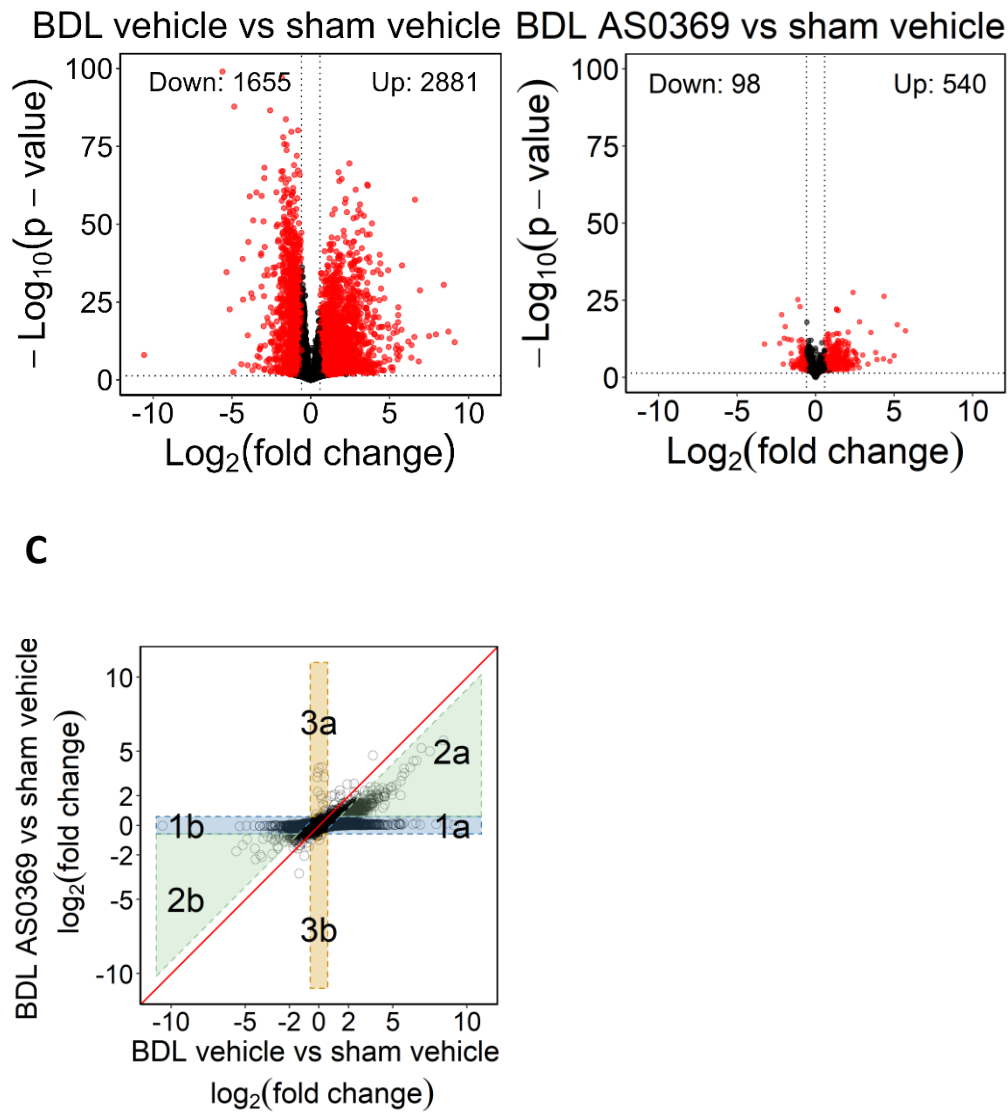 BDL vehicle vs sham vehicle
Down: 1655
Up: 2881
100
75
50
25
0
−Log10(p − value)
-10
-5
0
5
10
Log2(fold change)
BDL AS0369 vs sham vehicle
Down: 98
Up: 540
100
75
50
25
0
−Log10(p − value)
-10
-5
0
5
10
Log2(fold change)
C
BDL AS0369 vs sham vehicle
log2(fold change)
10
5
2
0
-2
-5
-10
3a
2a
1b
1a
2b
3b
-10
-5
-2
0
2
5
10
BDL vehicle vs sham vehicle
log2(fold change)